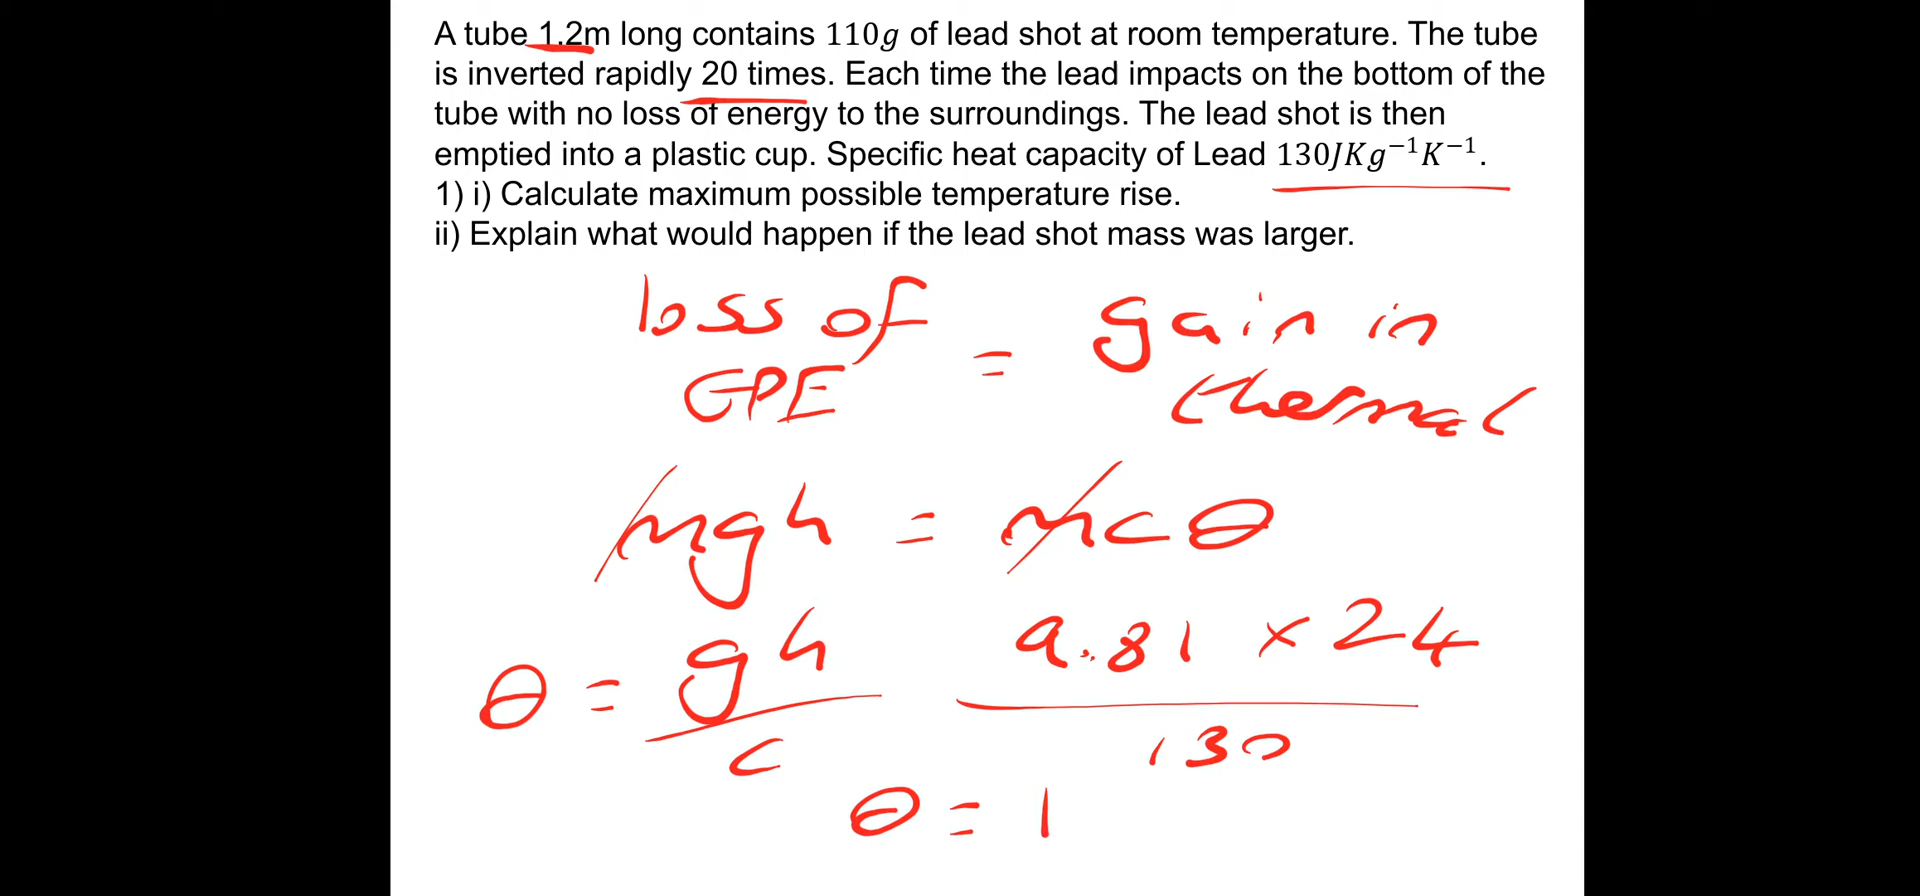 A tube 1.2m long contains 110g of lead shot at room temperature. The tube
is inverted rapidly 20 times. Each time the lead impacts on the bottom of the
tube with no loss of energy to the surroundings. The lead shot is then
emptied into a plastic cup. Specific heat capacity of Lead 130JKg⁻¹K⁻¹.
1) i) Calculate maximum possible temperature rise.
ii) Explain what would happen if the lead shot mass was larger.
loss of GPE = gain in thermal
mgh = mcθ
θ = gh/c 9.81 × 24/130
θ = 1